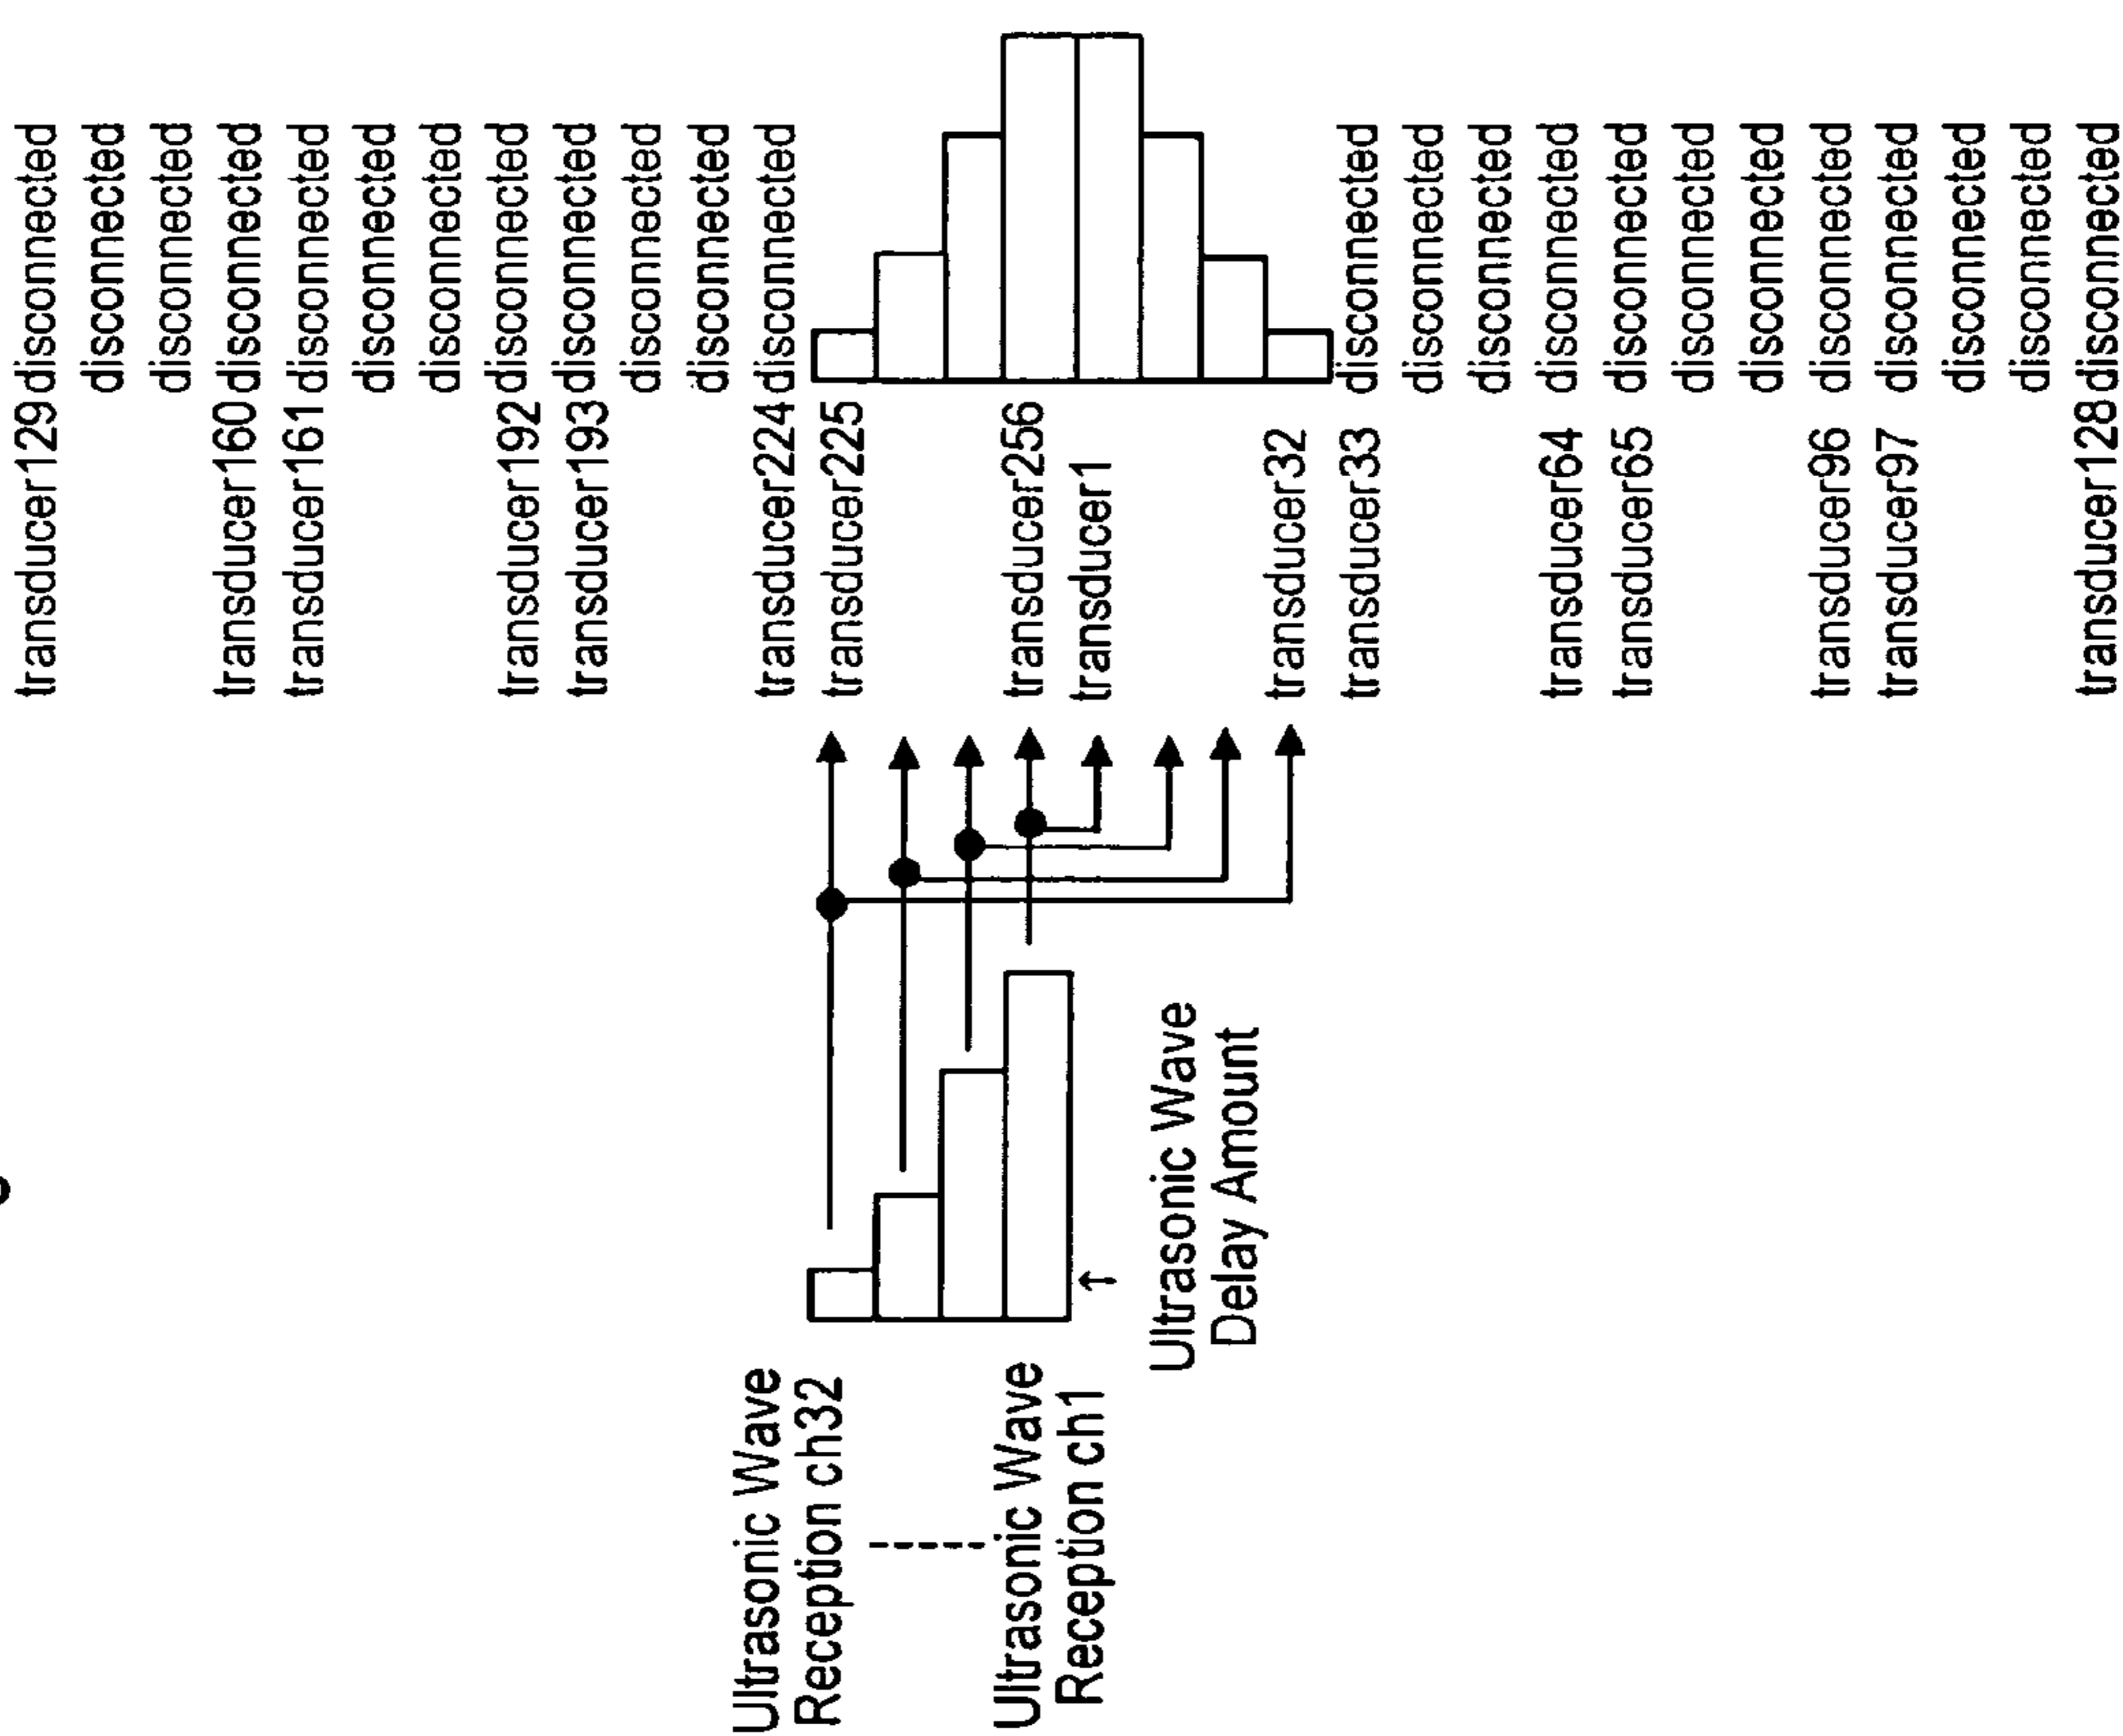 transducer129 disconnected
disconnected
disconnected
transducer160 disconnected
transducer161 disconnected
disconnected
disconnected
transducer192 disconnected
transducer193 disconnected
disconnected
disconnected
transducer224 disconnected
Ultrasonic Wave
Reception ch32
Ultrasonic Wave
Reception ch1
Ultrasonic Wave
Delay Amount
transducer225
transducer256
transducer1
transducer32
transducer33 disconnected
disconnected
disconnected
transducer64 disconnected
transducer65 disconnected
disconnected
disconnected
transducer96 disconnected
transducer97 disconnected
disconnected
disconnected
transducer128 disconnected